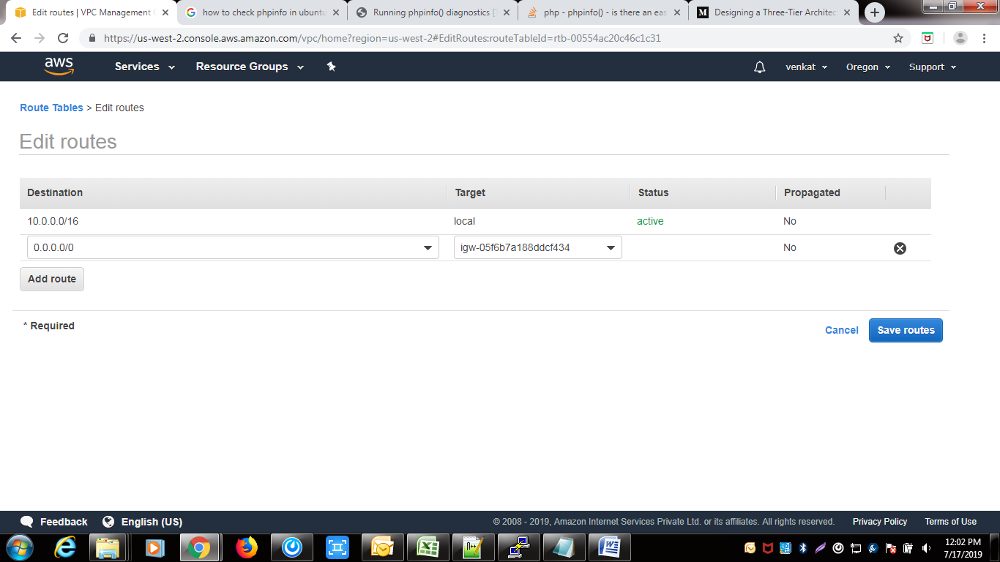 Edit routes | VPC Management
how to check phpinfo in ubuntu
Running phpinfo() diagnostics
php - phpinfo() - is there an eas
Designing a Three-Tier Architec
https://us-west-2.console.aws.amazon.com/vpc/home?region=us-west-2#EditRoutes:routeTableId=rtb-00554ac20c46c1c31
aws Services Resource Groups venkat Oregon Support
Route Tables > Edit routes
Edit routes
Destination Target Status Propagated
10.0.0.0/16 local active No
0.0.0.0/0 igw-05f6b7a188ddcf434 No
Add route
* Required
Cancel Save routes
Feedback English (US) © 2008 - 2019, Amazon Internet Services Private Ltd. or its affiliates. All rights reserved. Privacy Policy Terms of Use
12:02 PM
7/17/2019